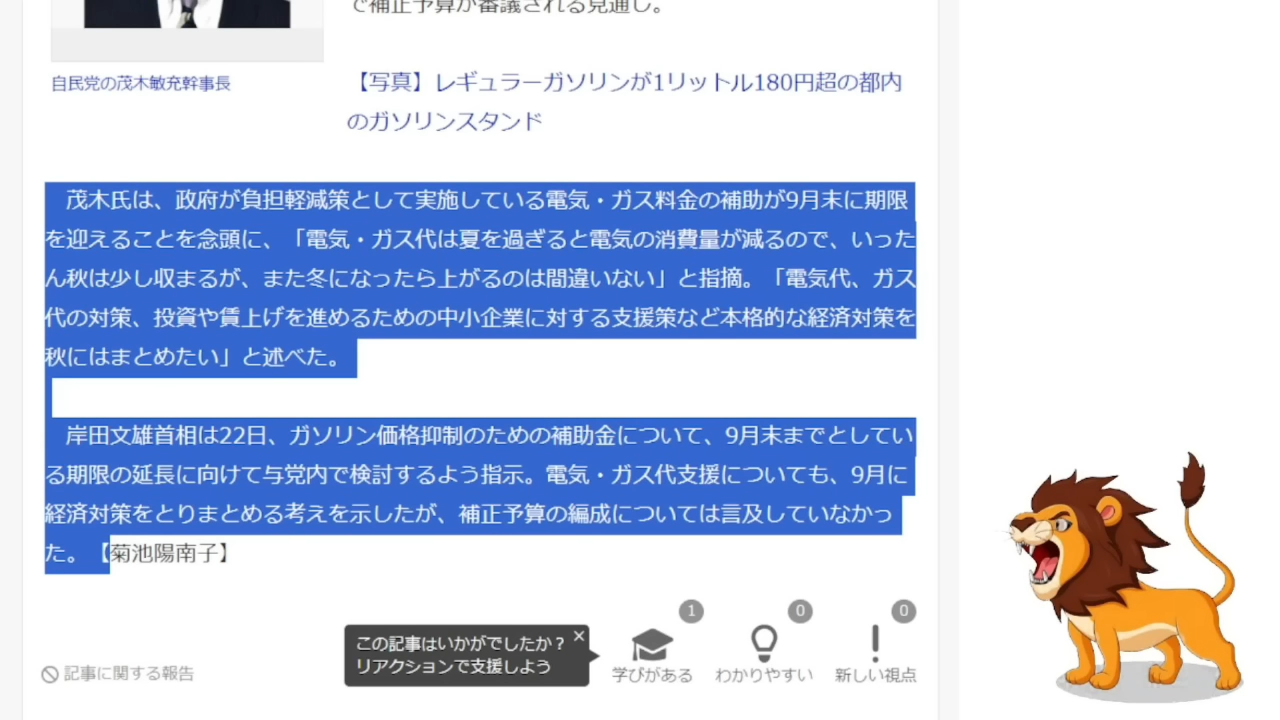 で補正予算が審議される見通し。
自民党の茂木敏充幹事長
【写真】レギュラーガソリンが1リットル180円超の都内
のガソリンスタンド
茂木氏は、政府が負担軽減策として実施している電気・ガス料金の補助が9月末に期限
を迎えることを念頭に、「電気・ガス代は夏を過ぎると電気の消費量が減るので、いった
ん秋は少し収まるが、また冬になったら上がるのは間違いない」と指摘。「電気代、ガス
代の対策、投資や賃上げを進めるための中小企業に対する支援策など本格的な経済対策を
秋にはまとめたい」と述べた。
岸田文雄首相は22日、ガソリン価格抑制のための補助金について、9月末までとしてい
る期限の延長に向けて与党内で検討するよう指示。電気・ガス代支援についても、9月に
経済対策をとりまとめる考えを示したが、補正予算の編成については言及していなかっ
た。【菊池陽南子】
1
0
0
この記事はいかがでしたか？ ×
リアクションで支援しよう
学びがある
わかりやすい
新しい視点
記事に関する報告